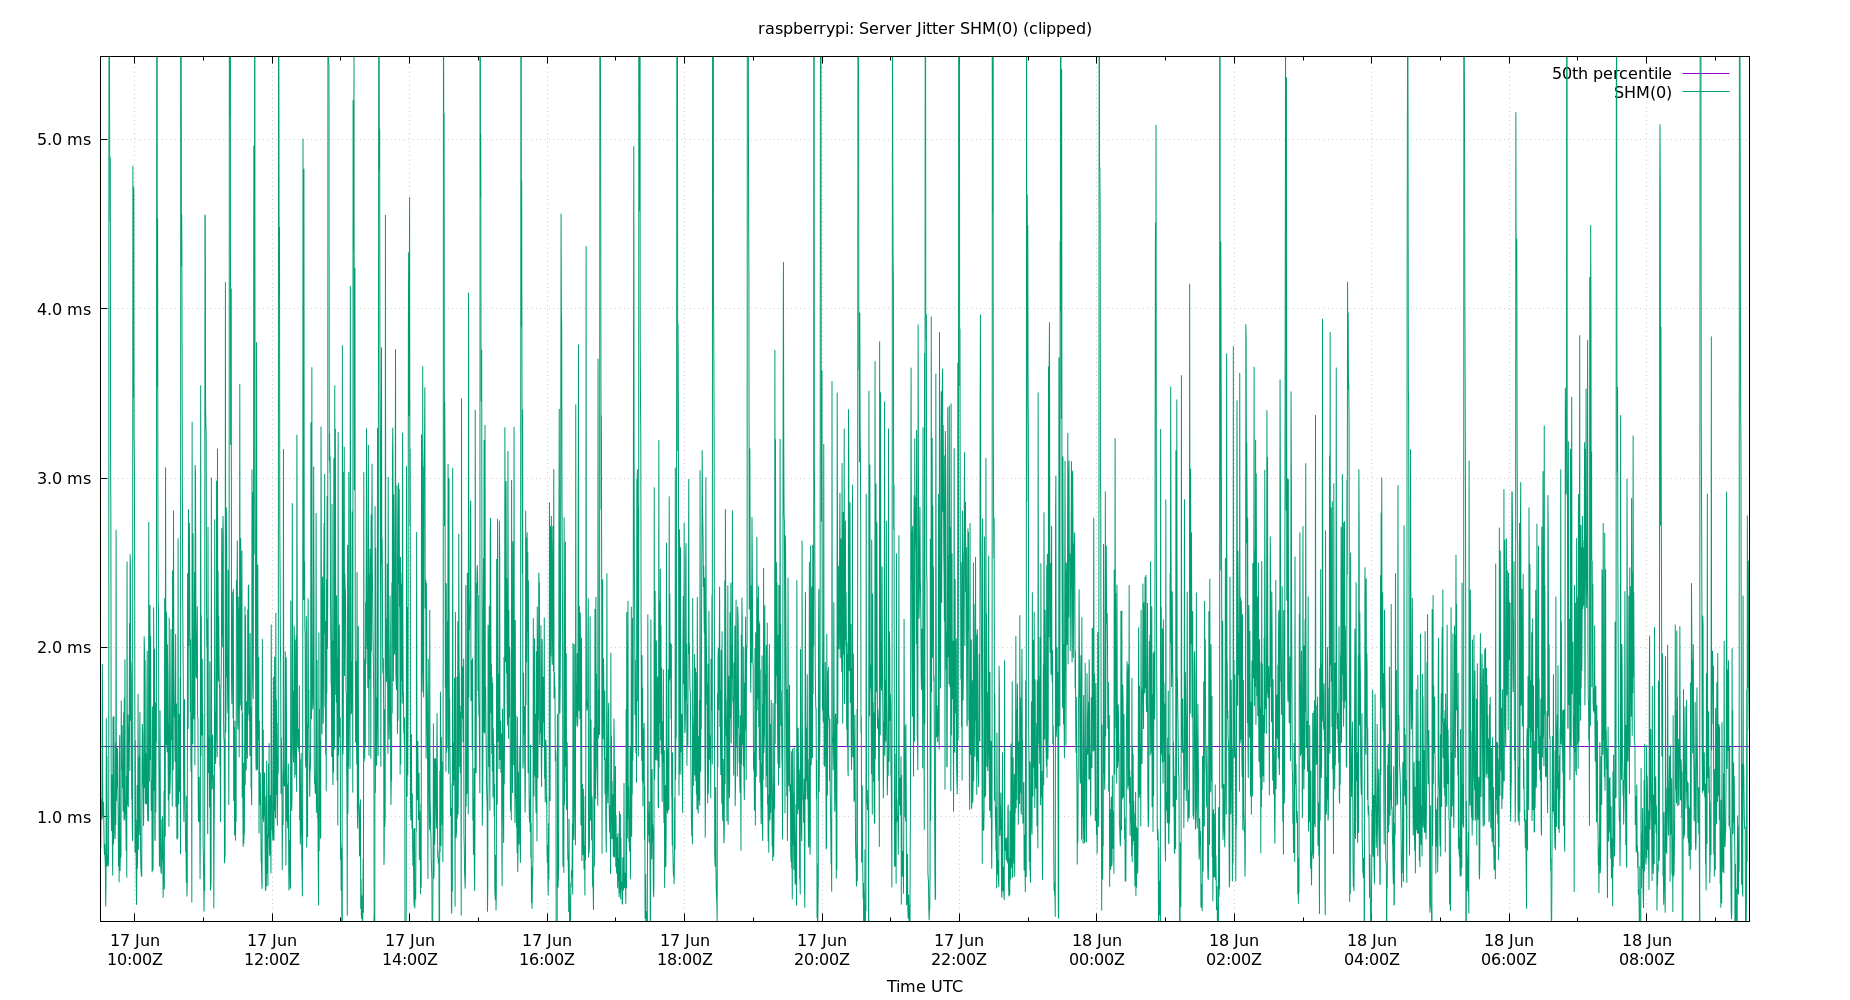 raspberrypi: Server Jitter SHM(0) (clipped)
50th percentile
SHM(0)
5.0 ms
4.0 ms
3.0 ms
2.0 ms
1.0 ms
17 Jun 17 Jun 17 Jun 17 Jun 17 Jun 17 Jun 17 Jun 18 Jun 18 Jun 18 Jun 18 Jun 18 Jun
10:00Z 12:00Z 14:00Z 16:00Z 18:00Z 20:00Z 22:00Z 00:00Z 02:00Z 04:00Z 06:00Z 08:00Z
Time UTC